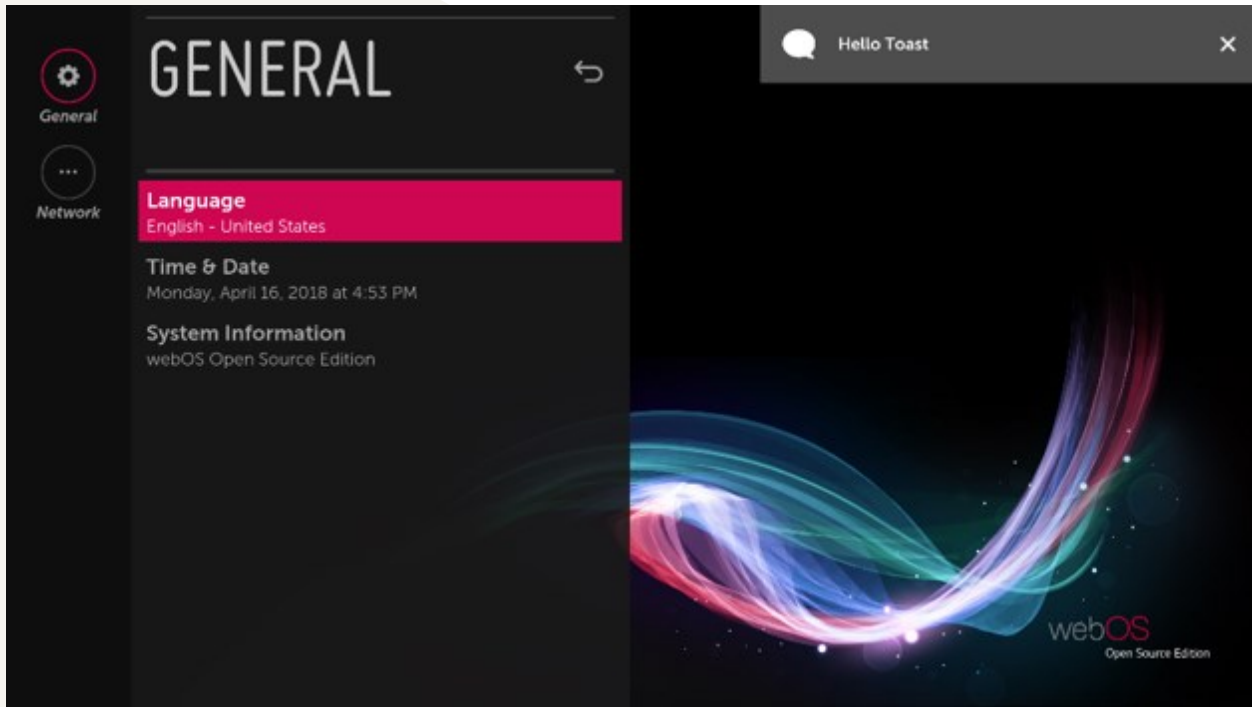 General
Network
GENERAL
Language
English - United States
Time & Date
Monday, April 16, 2018 at 4:53 PM
System Information
webOS Open Source Edition
Hello Toast
webOS
Open Source Edition